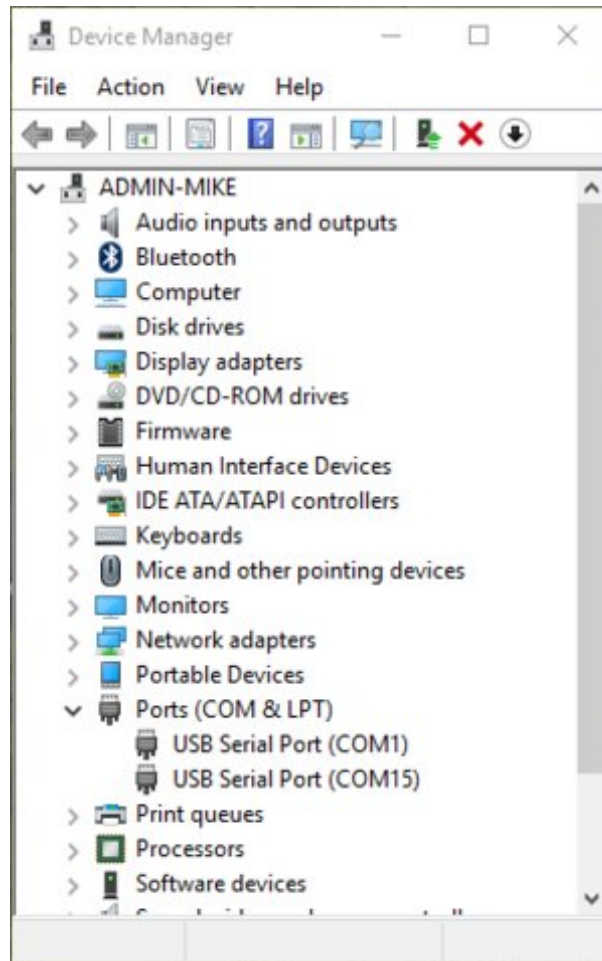 Device Manager
File Action View Help
ADMIN-MIKE
Audio inputs and outputs
Bluetooth
Computer
Disk drives
Display adapters
DVD/CD-ROM drives
Firmware
Human Interface Devices
IDE ATA/ATAPI controllers
Keyboards
Mice and other pointing devices
Monitors
Network adapters
Portable Devices
Ports (COM & LPT)
USB Serial Port (COM1)
USB Serial Port (COM15)
Print queues
Processors
Software devices